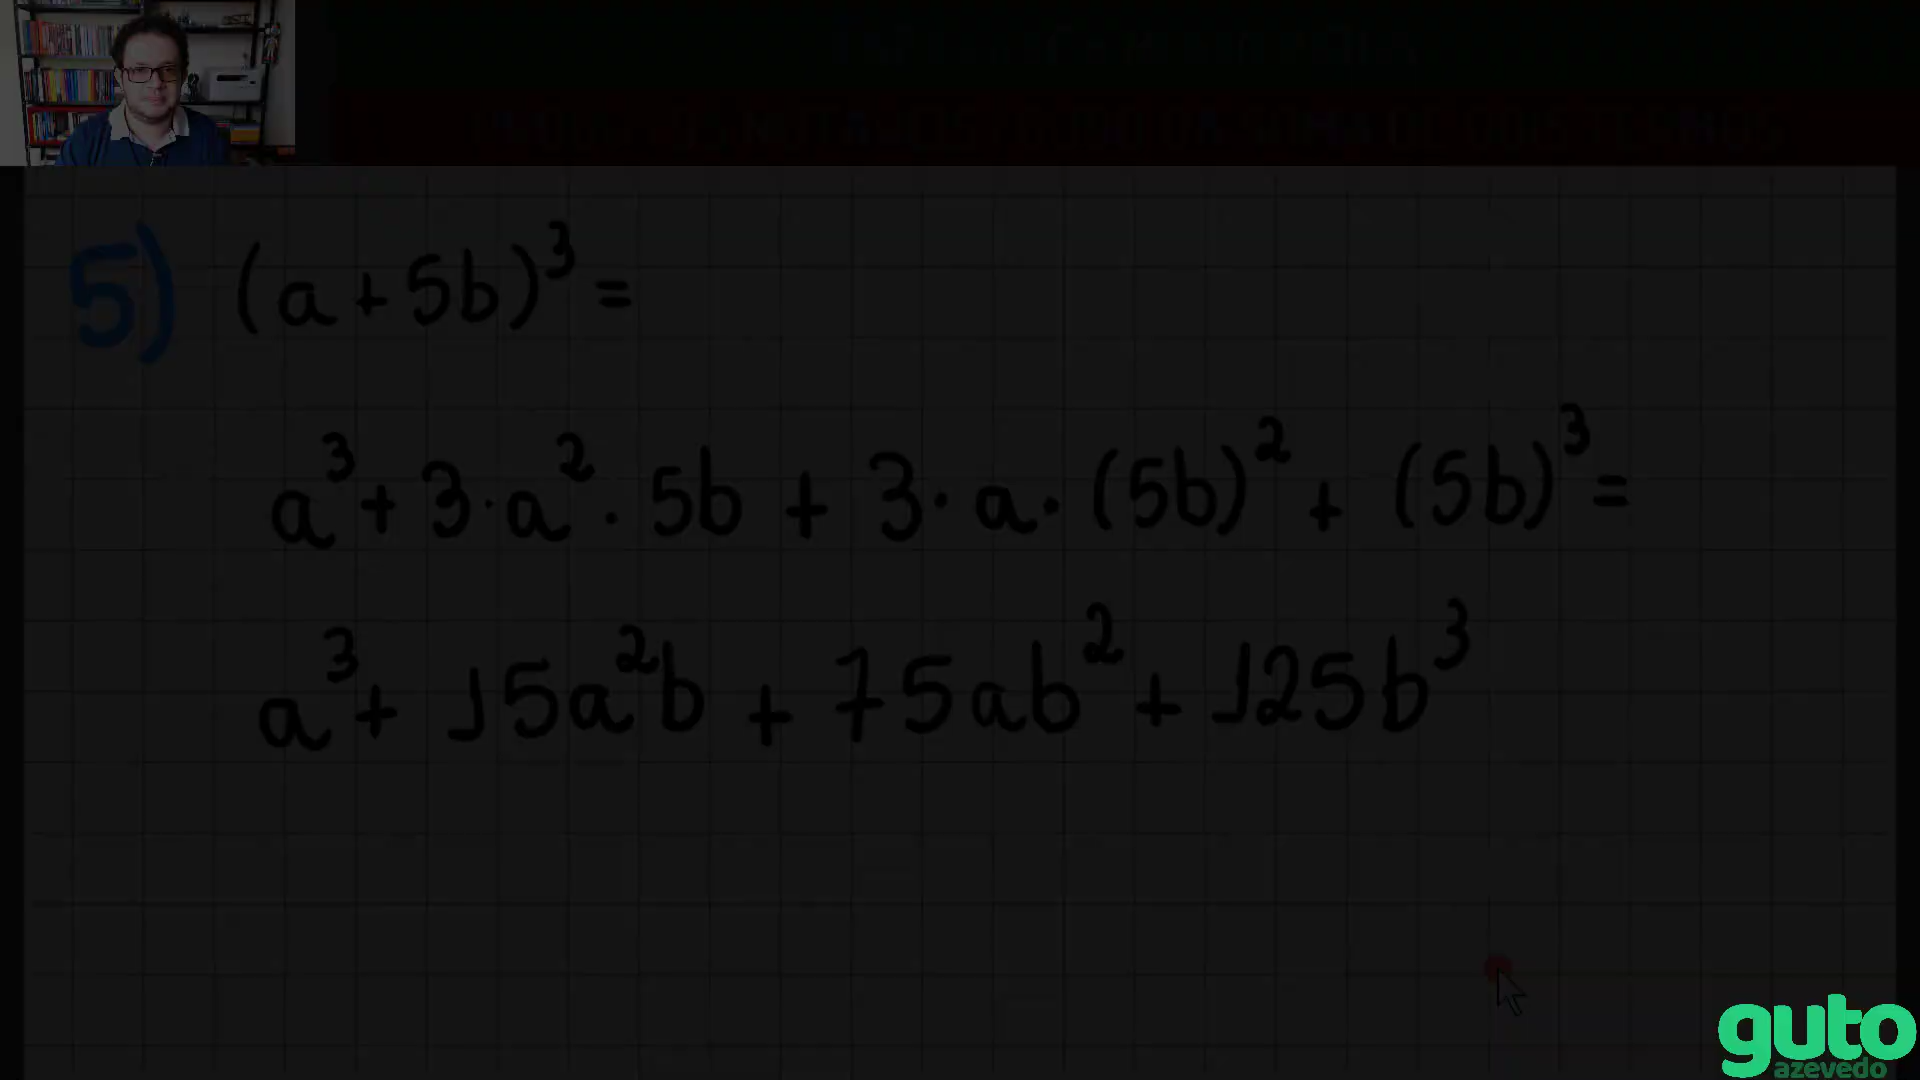 5) (a + 5b)³ =
a³ + 3 · a² · 5b + 3 · a · (5b)² + (5b)³ =
a³ + 15a²b + 75ab² + 125b³
guto
azevedo